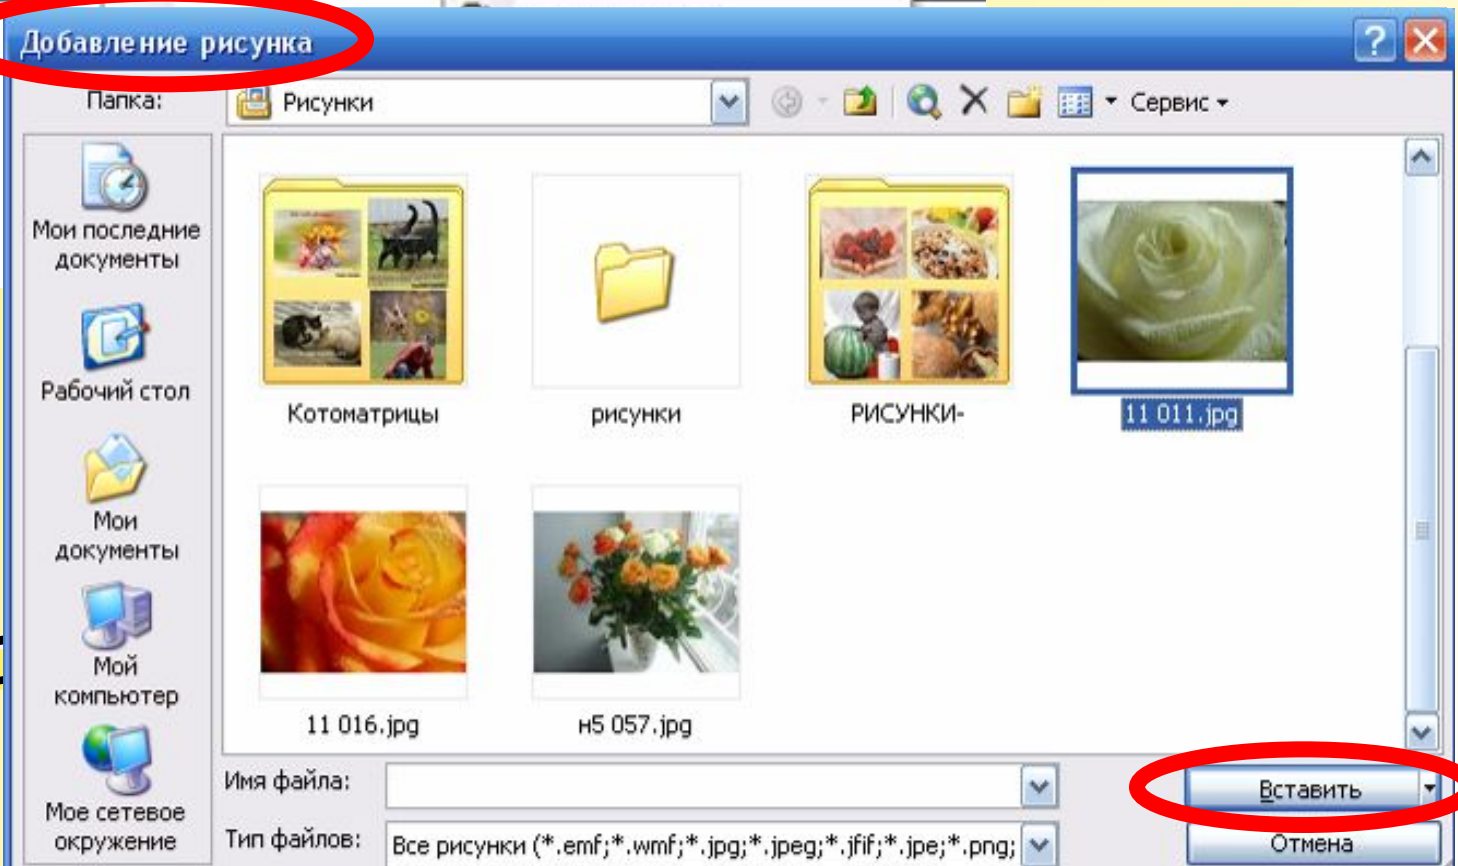 Добавление рисунка
Папка:
Рисунки
Сервис
Мои последние
документы
Рабочий стол
Мои
документы
Мой
компьютер
Мое сетевое
окружение
Котоматрицы
рисунки
РИСУНКИ-
11 011.jpg
11 016.jpg
н5 057.jpg
Имя файла:
Вставить
Тип файлов:
Все рисунки (*.emf;*.wmf;*.jpg;*.jpeg;*.jfif;*.jpe;*.png;
Отмена